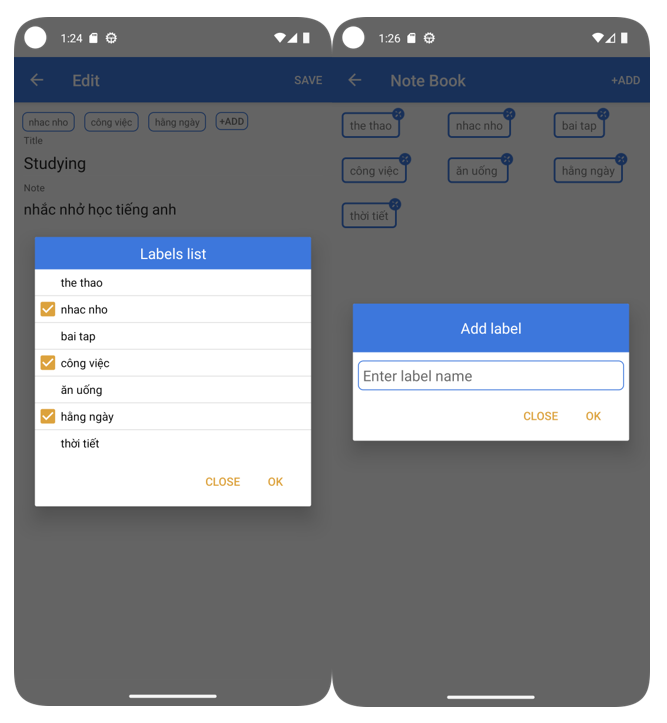 1:24
Edit
SAVE
nhac nho
công việc
hằng ngày
+ADD
Title
Studying
Note
nhắc nhở học tiếng anh
Labels list
the thao
nhac nho
bai tap
công việc
ăn uống
hằng ngày
thời tiết
CLOSE
OK
1:26
Note Book
+ADD
the thao
nhac nho
bai tap
công việc
ăn uống
hằng ngày
thời tiết
Add label
Enter label name
CLOSE
OK